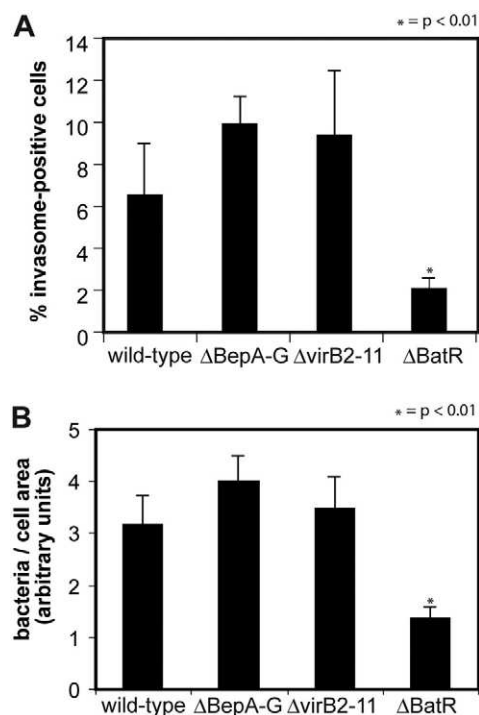 A
* = p < 0.01
% invasome-positive cells
14
12
10
8
6
4
2
0
*
wild-type ΔBepA-G ΔvirB2-11 ΔBatR
B
* = p < 0.01
bacteria / cell area
(arbitrary units)
5
4
3
2
1
0
*
wild-type ΔBepA-G ΔvirB2-11 ΔBatR